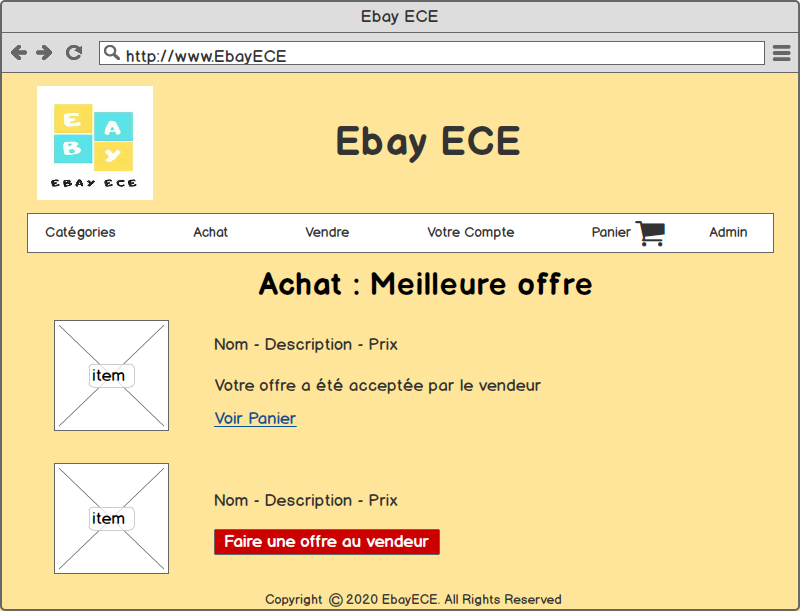 Ebay ECE
http://www.EbayECE
E
A
B
Y
EBAY ECE
Ebay ECE
Catégories Achat Vendre Votre Compte Panier Admin
Achat : Meilleure offre
item
Nom - Description - Prix
Votre offre a été acceptée par le vendeur
Voir Panier
item
Nom - Description - Prix
Faire une offre au vendeur
Copyright © 2020 EbayECE. All Rights Reserved